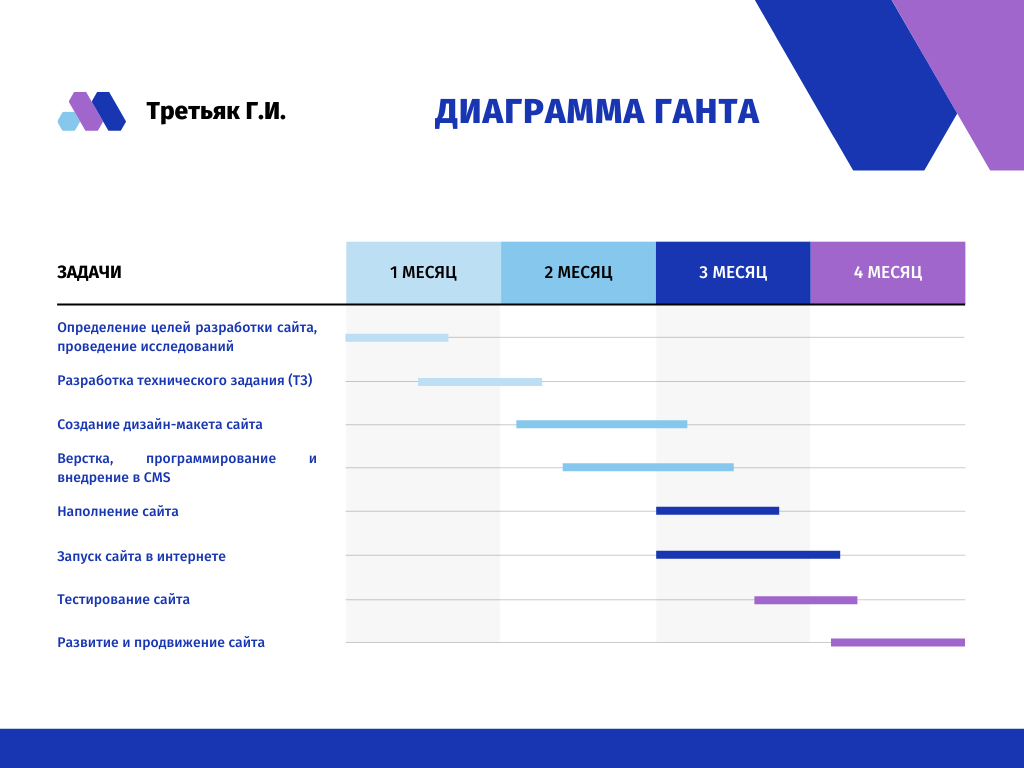 Третьяк Г.И.
ДИАГРАММА ГАНТА
ЗАДАЧИ
1 МЕСЯЦ
2 МЕСЯЦ
3 МЕСЯЦ
4 МЕСЯЦ
Определение целей разработки сайта,
проведение исследований
Разработка технического задания (ТЗ)
Создание дизайн-макета сайта
Верстка, программирование и
внедрение в CMS
Наполнение сайта
Запуск сайта в интернете
Тестирование сайта
Развитие и продвижение сайта